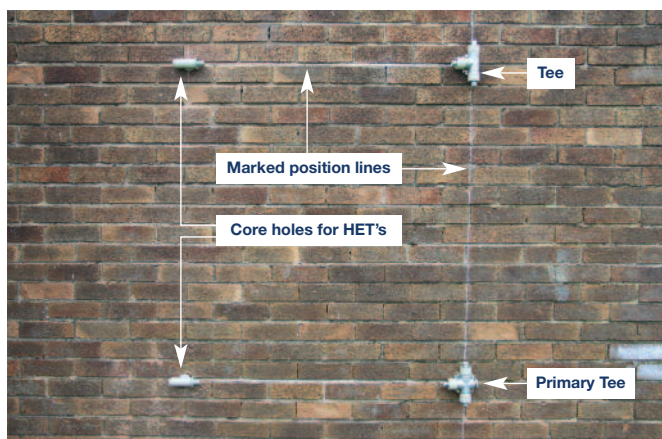 Tee
Marked position lines
Core holes for HET's
Primary Tee